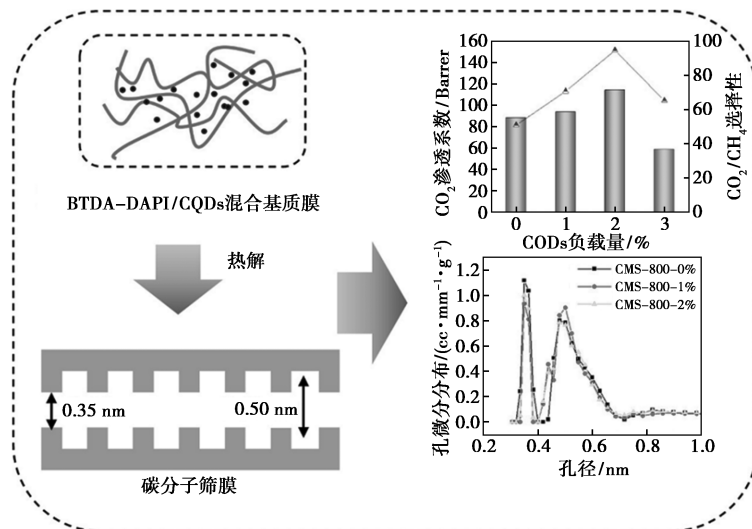 BTDA-DAPI/CQDs混合基质膜
热解
0.35 nm
0.50 nm
碳分子筛膜
160
140
120
100
80
60
40
20
0
CO₂渗透系数/Barrer
100
80
60
40
20
0
CO₂/CH₄选择性
0 1 2 3
CODs负载量/%
孔微分分布/(cc·mm⁻¹·g⁻¹)
1.2
1.0
0.8
0.6
0.4
0.2
0.0
CMS-800-0%
CMS-800-1%
CMS-800-2%
0.2 0.4 0.6 0.8 1.0
孔径/nm